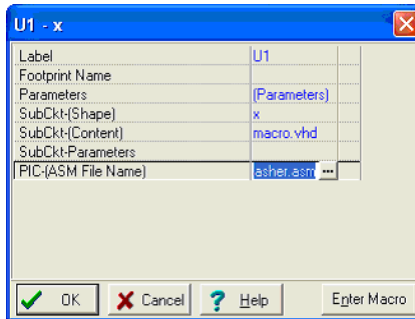 U1 - x
Label U1
Footprint Name
Parameters (Parameters)
SubCkt-(Shape) x
SubCkt-(Content) macro.vhd
SubCkt-Parameters
PIC-(ASM File Name) asher.asm ...
OK Cancel Help Enter Macro